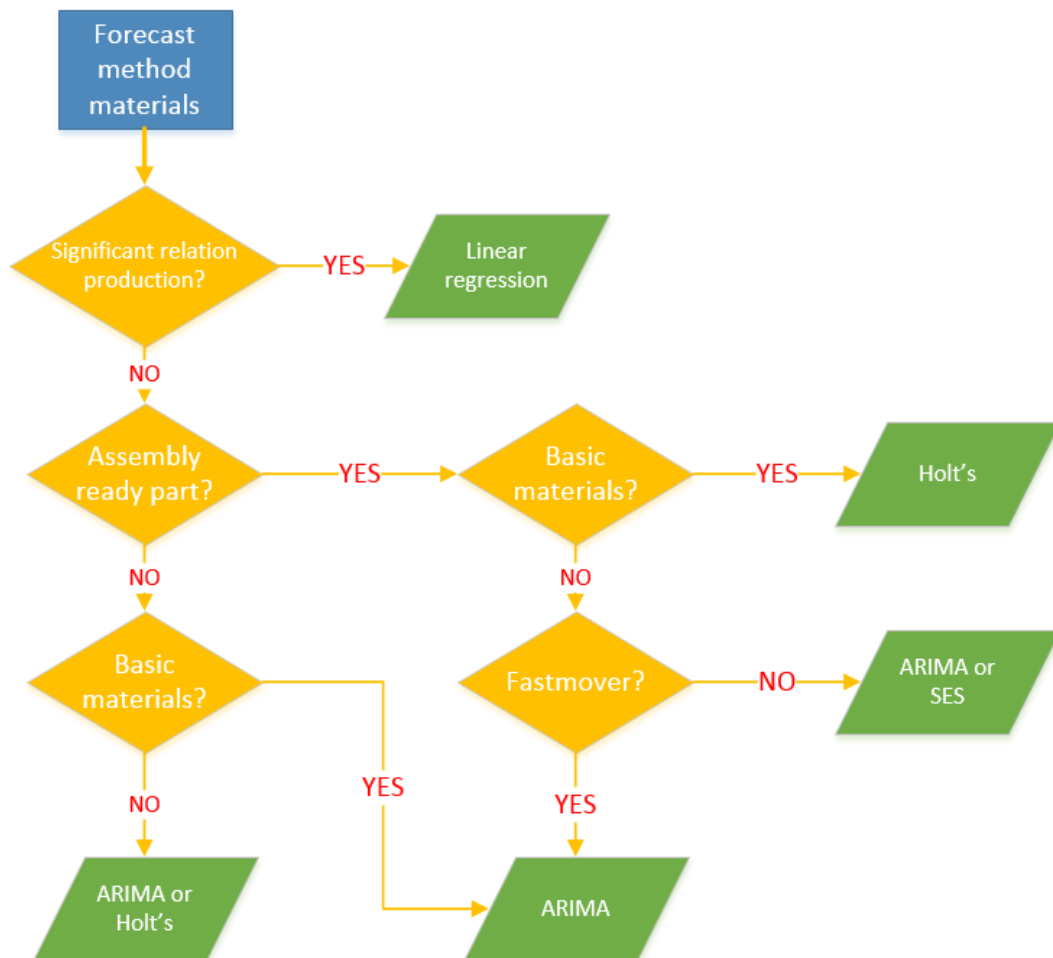 Forecast
method
materials
Significant relation
production?
YES
Linear
regression
NO
Assembly
ready part?
YES
Basic
materials?
YES
Holt's
NO
NO
Basic
materials?
Fastmover?
NO
ARIMA or
SES
YES
NO
YES
ARIMA or
Holt's
ARIMA